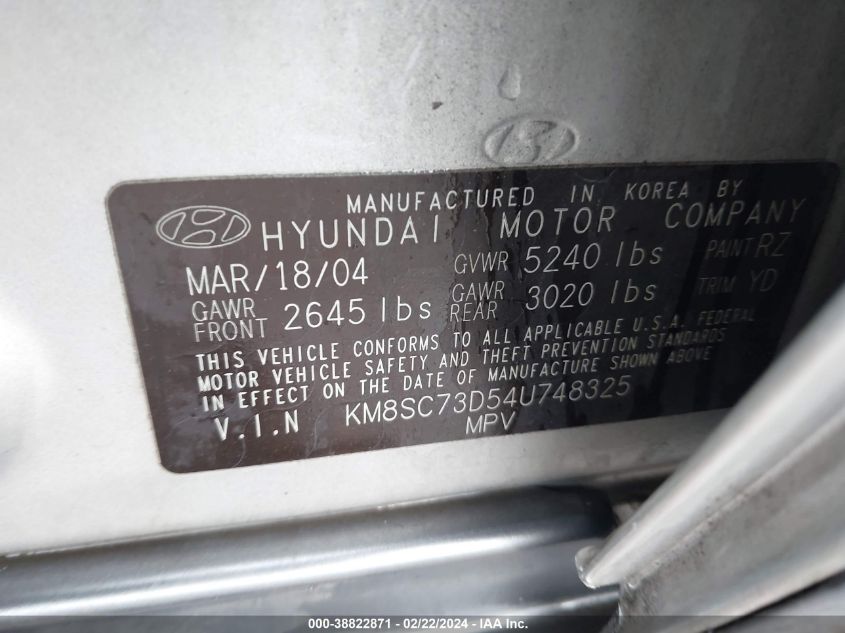 MANUFACTURED IN KOREA BY
HYUNDAI MOTOR COMPANY
MAR/18/04 GVWR 5240 lbs PAINT RZ
GAWR FRONT 2645 lbs GAWR REAR 3020 lbs TRIM YD
THIS VEHICLE CONFORMS TO ALL APPLICABLE U.S.A. FEDERAL
MOTOR VEHICLE SAFETY AND THEFT PREVENTION STANDARDS
IN EFFECT ON THE DATE OF MANUFACTURE SHOWN ABOVE
V.I.N KM8SC73D54U748325
MPV
000-38822871 - 02/22/2024 - IAA Inc.